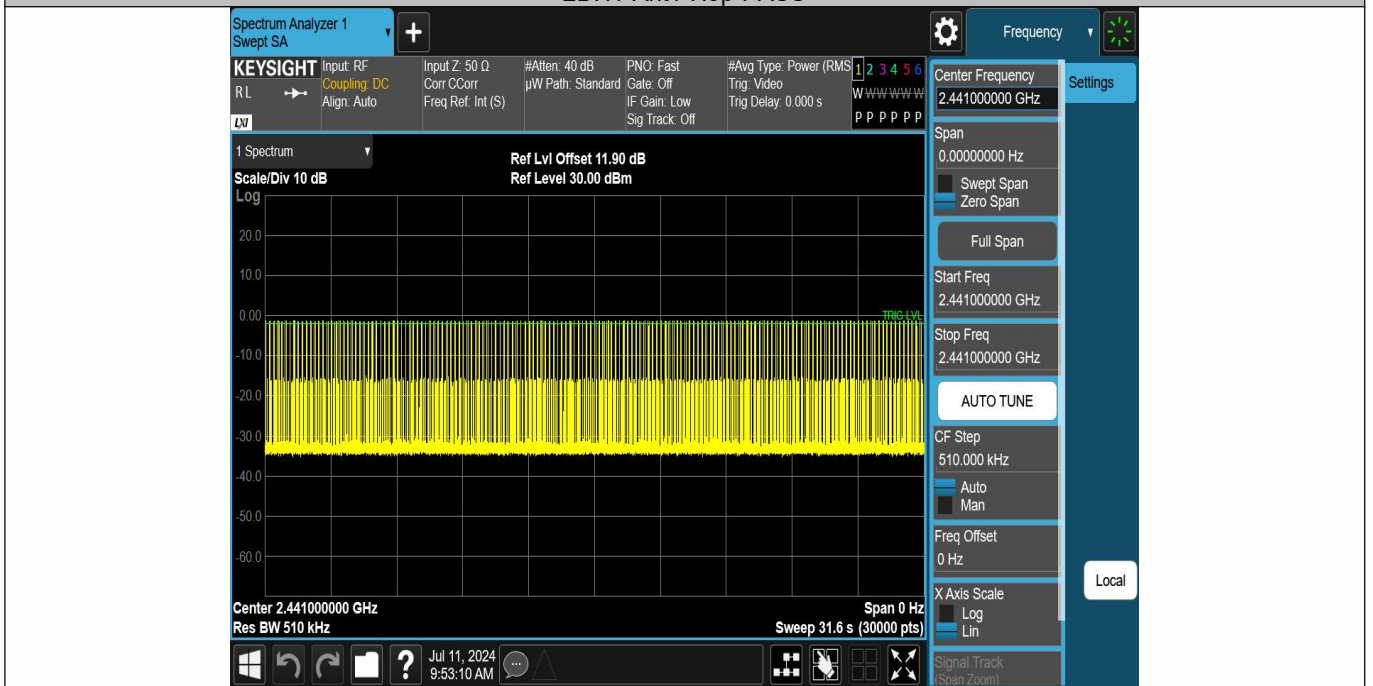 Spectrum Analyzer 1
Swept SA
+
Frequency
KEYSIGHT
RL
LXI
Input: RF
Coupling: DC
Align: Auto
Input Z: 50 Ω
Corr CCorr
Freq Ref: Int (S)
#Atten: 40 dB
µW Path: Standard
PNO: Fast
Gate: Off
IF Gain: Low
Sig Track: Off
#Avg Type: Power (RMS
Trig: Video
Trig Delay: 0.000 s
1 2 3 4 5 6
W W W W W W
P P P P P P
Center Frequency
2.441000000 GHz
Settings
Span
0.00000000 Hz
Swept Span
Zero Span
Full Span
Start Freq
2.441000000 GHz
Stop Freq
2.441000000 GHz
AUTO TUNE
CF Step
510.000 kHz
Auto
Man
Freq Offset
0 Hz
X Axis Scale
Log
Lin
Signal Track
(Span Zoom)
Local
1 Spectrum
Scale/Div 10 dB
Ref Lvl Offset 11.90 dB
Ref Level 30.00 dBm
Log
20.0
10.0
0.00
TRIG LVL
-10.0
-20.0
-30.0
-40.0
-50.0
-60.0
Center 2.441000000 GHz
Span 0 Hz
Res BW 510 kHz
Sweep 31.6 s (30000 pts)
?
Jul 11, 2024
9:53:10 AM